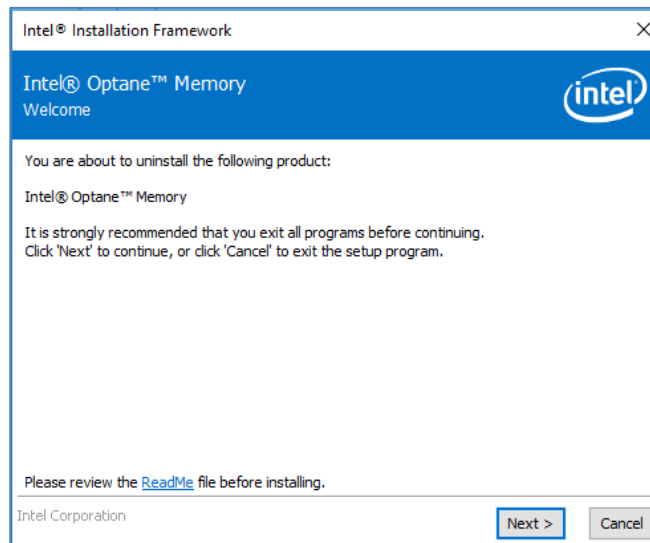 Intel® Installation Framework
Intel® Optane™ Memory
Welcome
intel
You are about to uninstall the following product:
Intel® Optane™ Memory
It is strongly recommended that you exit all programs before continuing.
Click 'Next' to continue, or click 'Cancel' to exit the setup program.
Please review the ReadMe file before installing.
Intel Corporation
Next > Cancel